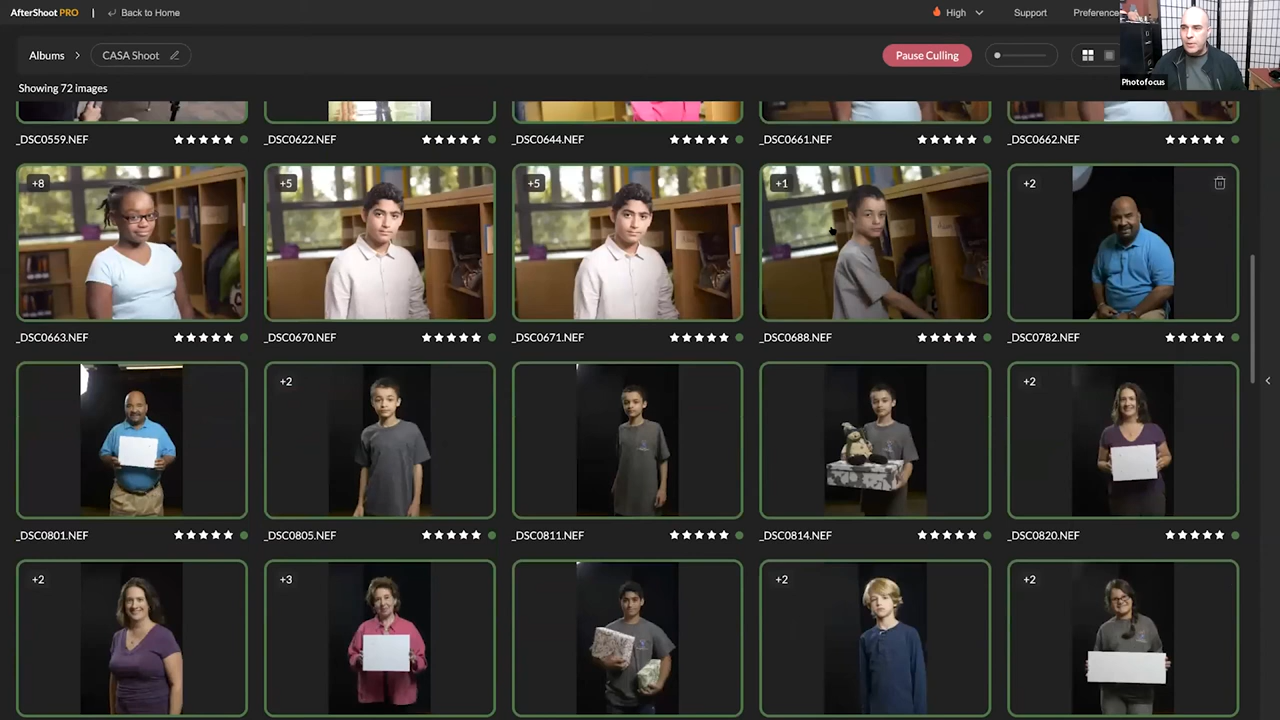 AfterShoot PRO | Back to Home High Support Preference
Albums CASA Shoot Pause Culling
Photofocus
Showing 72 images
_DSC0559.NEF _DSC0622.NEF _DSC0644.NEF _DSC0661.NEF _DSC0662.NEF
+8 +5 +5 +1 +2
_DSC0663.NEF _DSC0670.NEF _DSC0671.NEF _DSC0688.NEF _DSC0782.NEF
+2 +2
_DSC0801.NEF _DSC0805.NEF _DSC0811.NEF _DSC0814.NEF _DSC0820.NEF
+2 +3 +2 +2